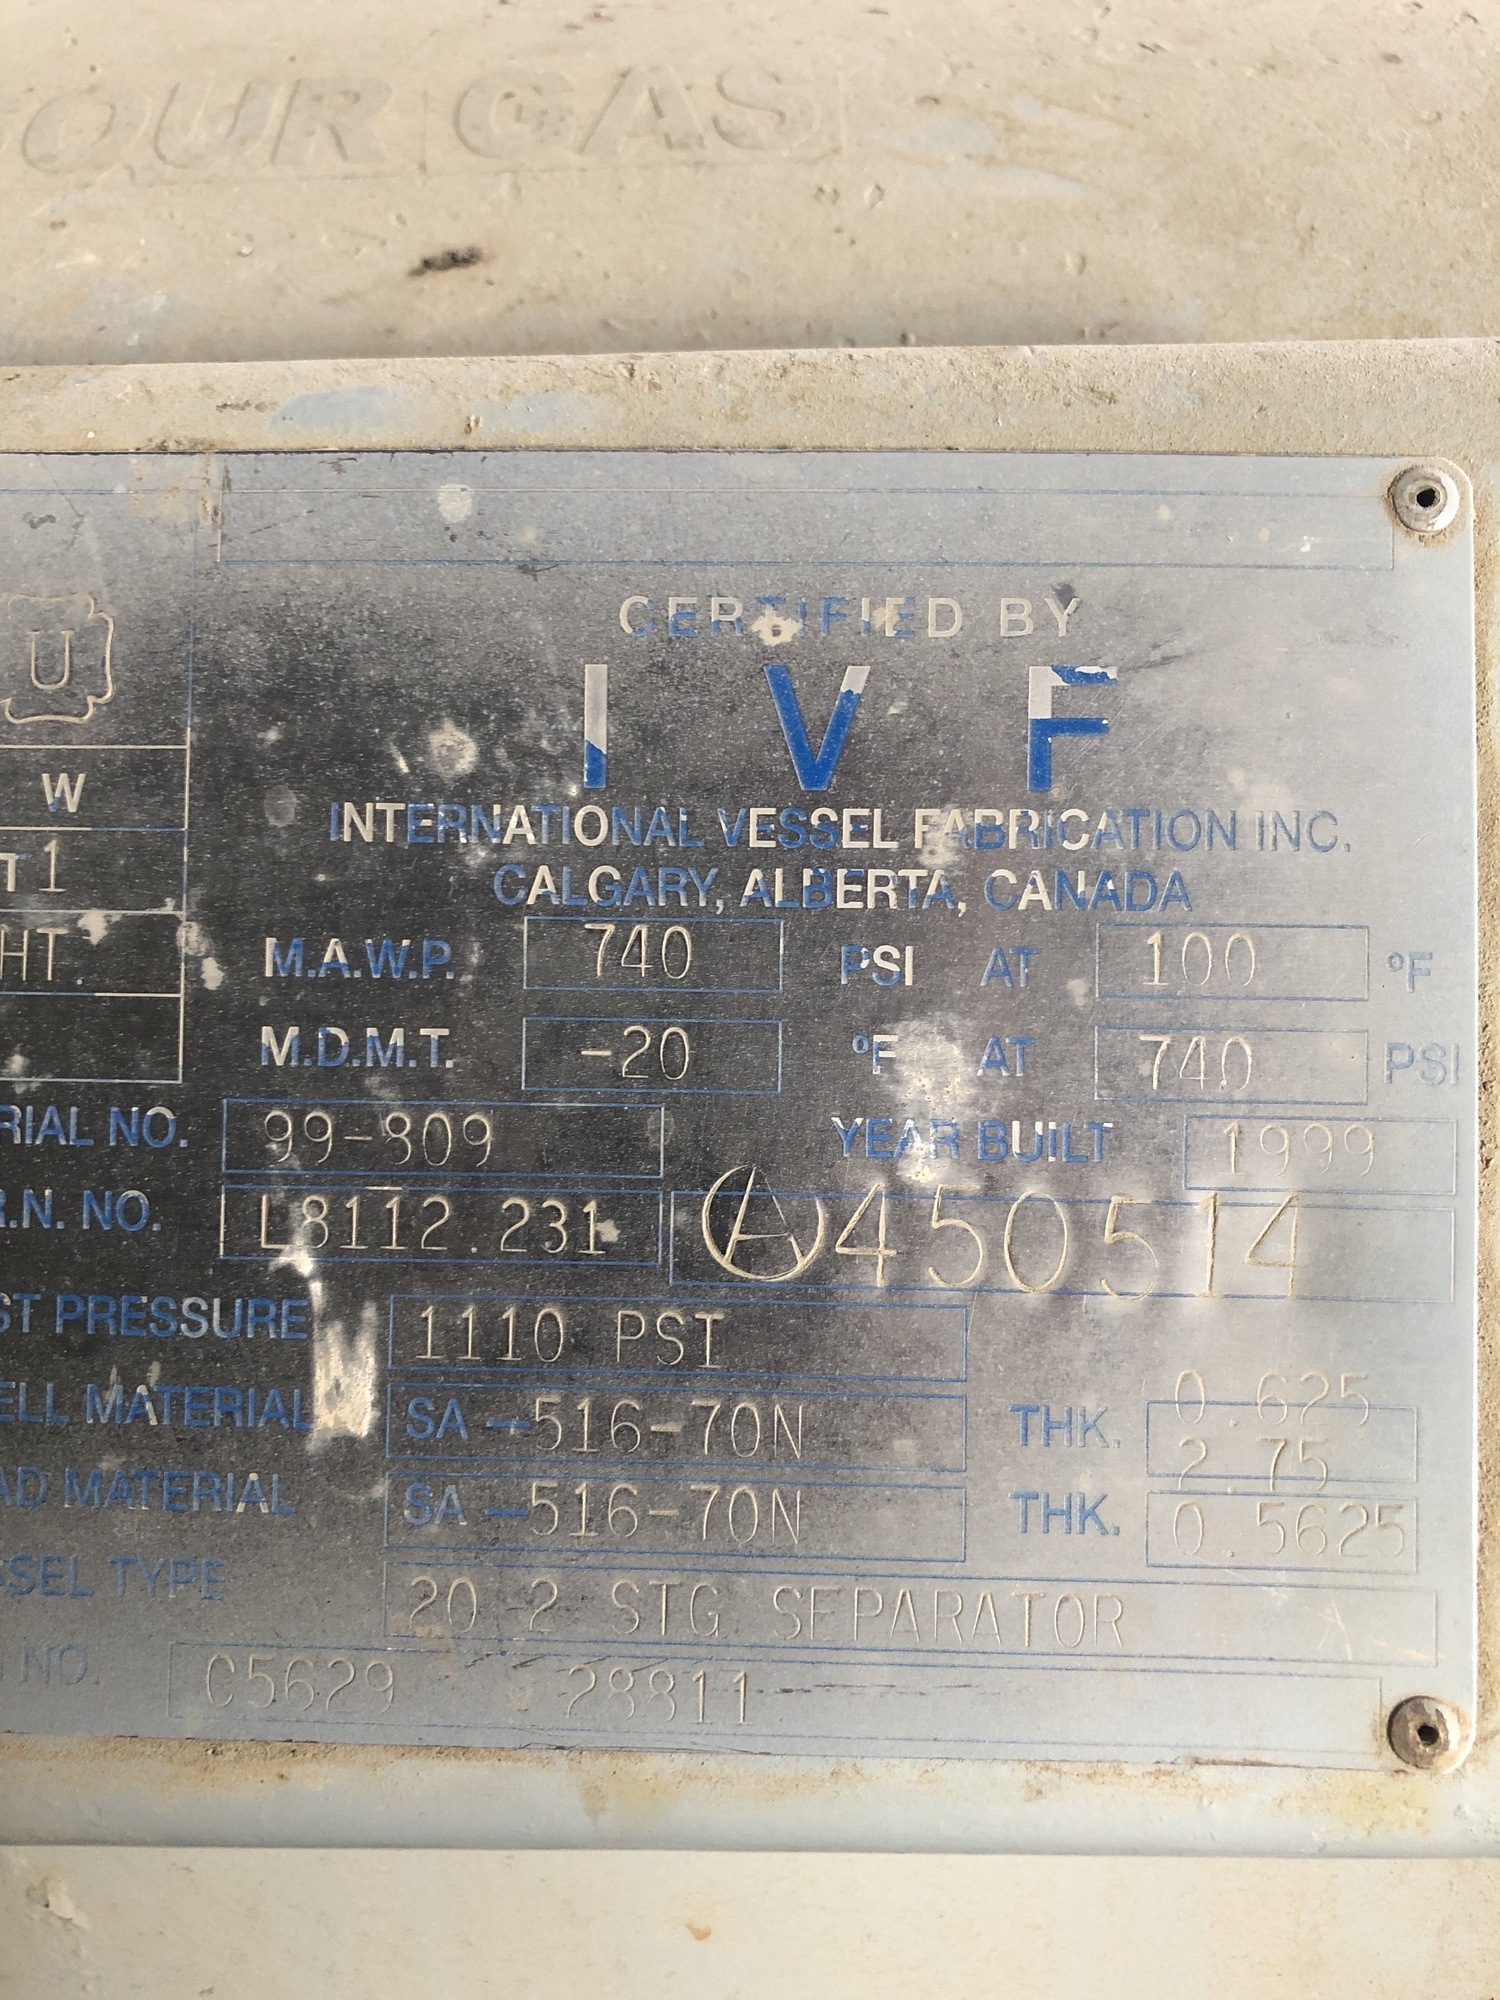 OUR GAS
CERTIFIED BY
I V F
INTERNATIONAL VESSEL FABRICATION INC.
CALGARY, ALBERTA, CANADA
U
W
T1
HT
M.A.W.P. 740 PSI AT 100 °F
M.D.M.T. -20 °F AT 740 PSI
RIAL NO. 99-809 YEAR BUILT 1999
R.N. NO. L8112.231 A 450514
ST PRESSURE 1110 PSI
ELL MATERIAL SA-516-70N THK. 0.625
2.75
AD MATERIAL SA-516-70N THK. 0.5625
SSEL TYPE 20 2 STG SEPARATOR
NO. C5629 28811